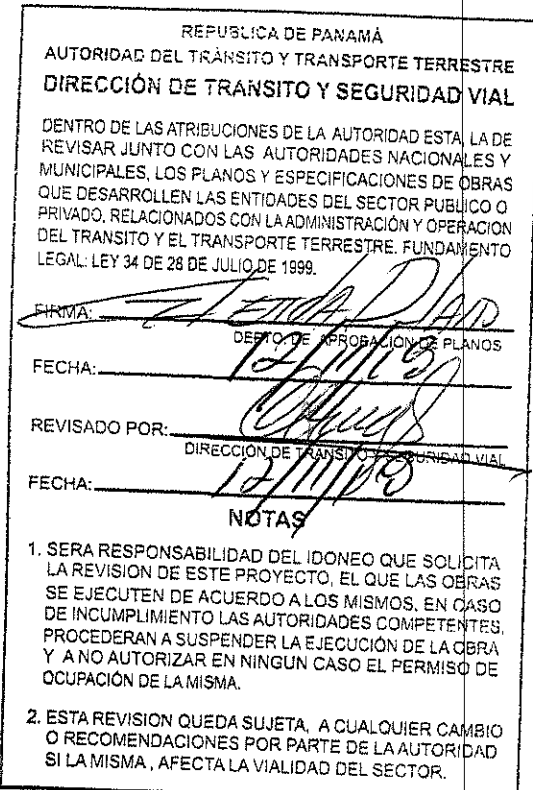 REPUBLICA DE PANAMÁ
AUTORIDAD DEL TRÁNSITO Y TRANSPORTE TERRESTRE
DIRECCIÓN DE TRANSITO Y SEGURIDAD VIAL
DENTRO DE LAS ATRIBUCIONES DE LA AUTORIDAD ESTA, LA DE
REVISAR JUNTO CON LAS AUTORIDADES NACIONALES Y
MUNICIPALES, LOS PLANOS Y ESPECIFICACIONES DE OBRAS
QUE DESARROLLEN LAS ENTIDADES DEL SECTOR PUBLICO O
PRIVADO, RELACIONADOS CON LA ADMINISTRACIÓN Y OPERACION
DEL TRANSITO Y EL TRANSPORTE TERRESTRE. FUNDAMENTO
LEGAL: LEY 34 DE 28 DE JULIO DE 1999.
FIRMA:
DEPTO. DE APROBACIÓN DE PLANOS
FECHA: 12/11/13
REVISADO POR:
DIRECCIÓN DE TRANSITO Y SEGURIDAD VIAL
FECHA: 12/11/13
NOTAS
1. SERA RESPONSABILIDAD DEL IDONEO QUE SOLICITA
LA REVISION DE ESTE PROYECTO, EL QUE LAS OBRAS
SE EJECUTEN DE ACUERDO A LOS MISMOS, EN CASO
DE INCUMPLIMIENTO LAS AUTORIDADES COMPETENTES,
PROCEDERAN A SUSPENDER LA EJECUCIÓN DE LA OBRA
Y A NO AUTORIZAR EN NINGUN CASO EL PERMISO DE
OCUPACIÓN DE LA MISMA.
2. ESTA REVISION QUEDA SUJETA, A CUALQUIER CAMBIO
O RECOMENDACIONES POR PARTE DE LA AUTORIDAD
SI LA MISMA, AFECTA LA VIALIDAD DEL SECTOR.